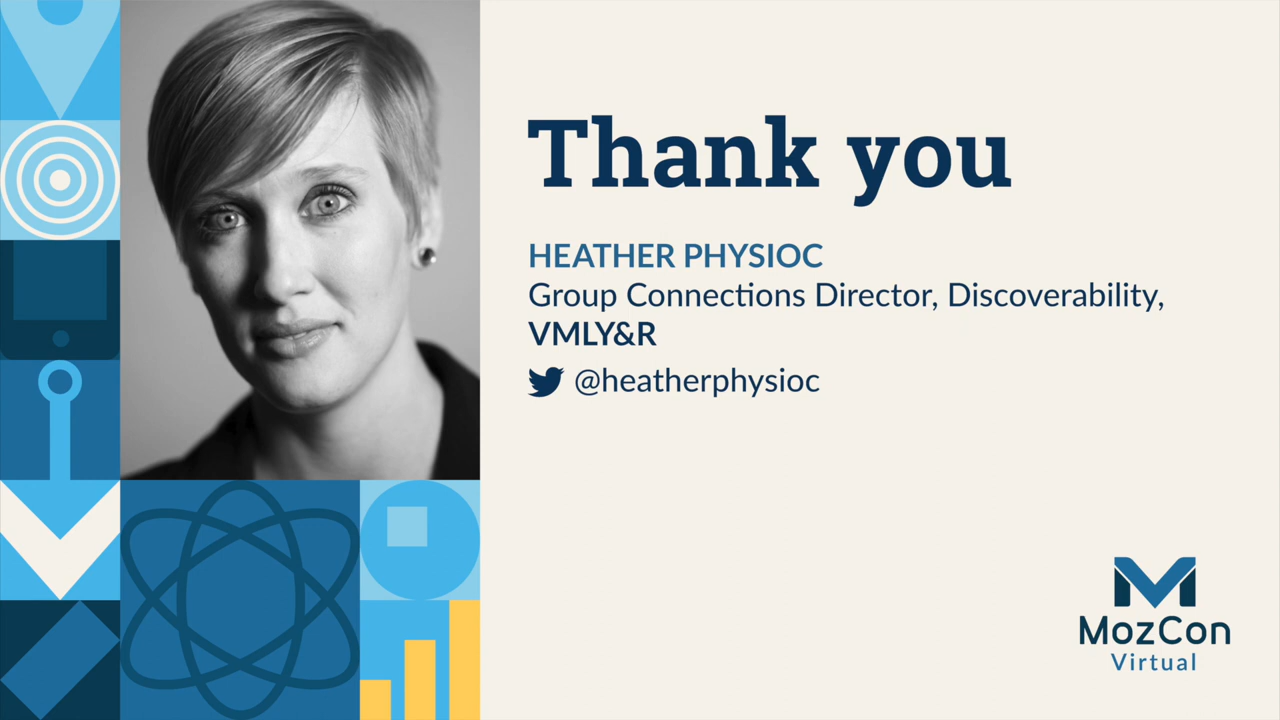 Thank you
HEATHER PHYSIOC
Group Connections Director, Discoverability,
VMLY&R
@heatherphysioc
MozCon
Virtual